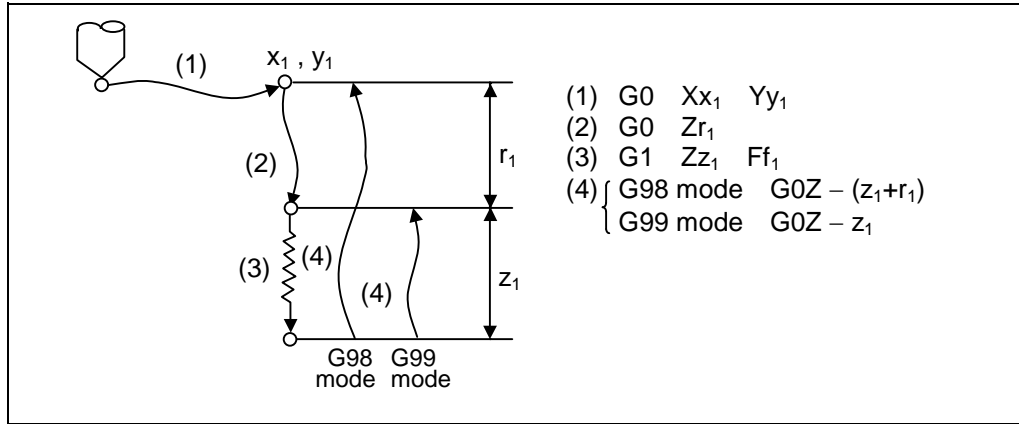 (1)
x₁ , y₁
(2)
r₁
(3)
(4)
(4)
z₁
G98 mode
G99 mode
(1) G0 Xx₁ Yy₁
(2) G0 Zr₁
(3) G1 Zz₁ Ff₁
(4) G98 mode G0Z – (z₁+r₁)
G99 mode G0Z – z₁